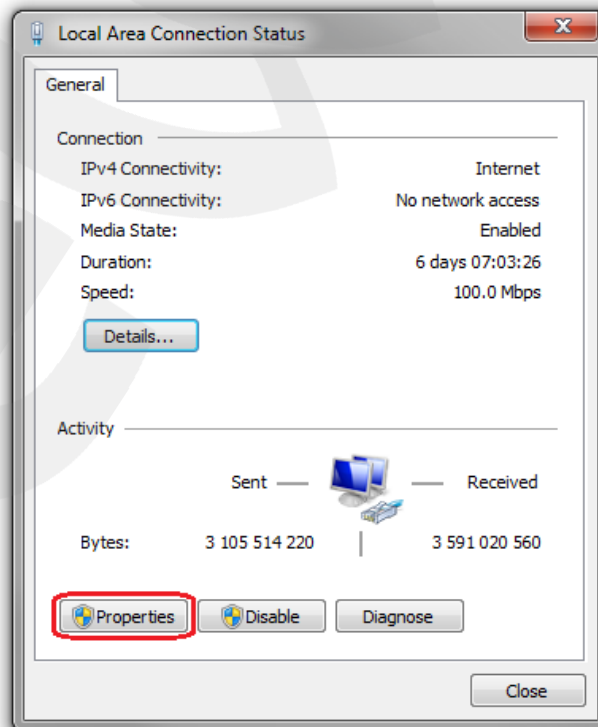 Local Area Connection Status
General
Connection
IPv4 Connectivity: Internet
IPv6 Connectivity: No network access
Media State: Enabled
Duration: 6 days 07:03:26
Speed: 100.0 Mbps
Details...
Activity
Sent Received
Bytes: 3 105 514 220 3 591 020 560
Properties Disable Diagnose
Close